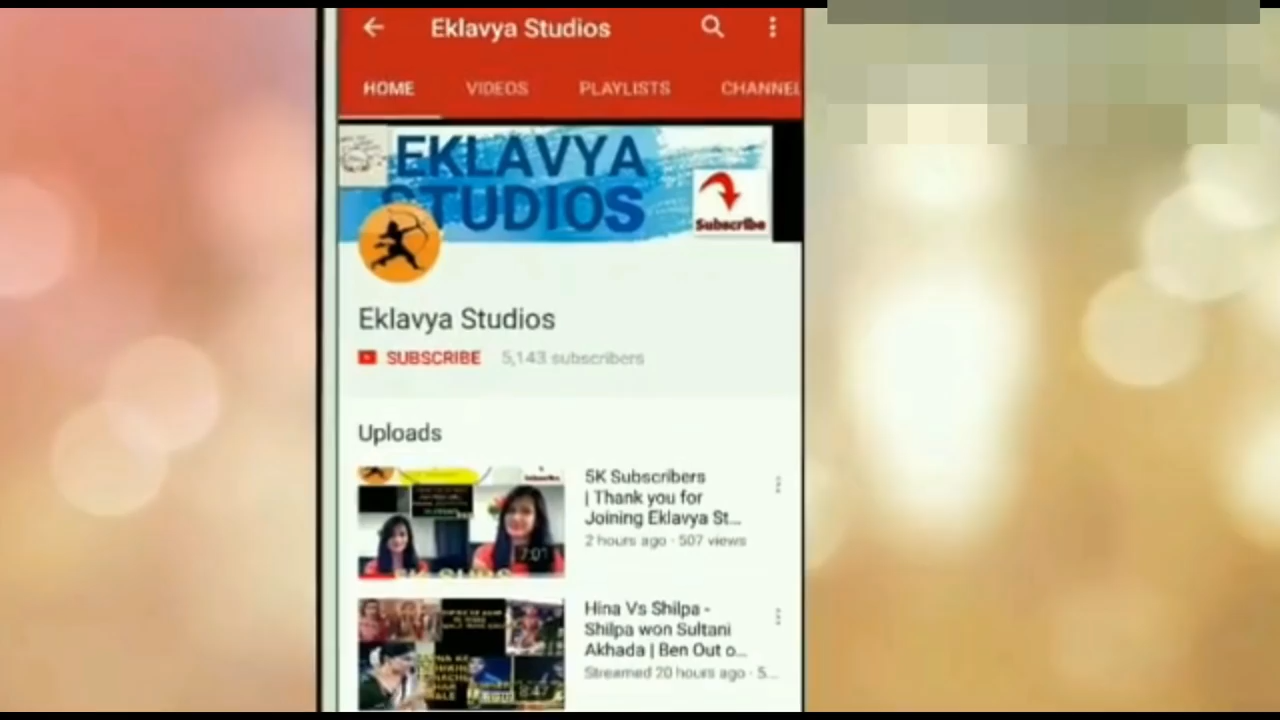 Eklavya Studios
HOME VIDEOS PLAYLISTS CHANNEL
EKLAVYA
STUDIOS
Subscribe
Eklavya Studios
SUBSCRIBE 5,143 subscribers
Uploads
5K Subscribers
| Thank you for
Joining Eklavya St...
2 hours ago · 507 views
7:01
Hina Vs Shilpa -
Shilpa won Sultani
Akhada | Ben Out o...
Streamed 20 hours ago · 5...
8:47